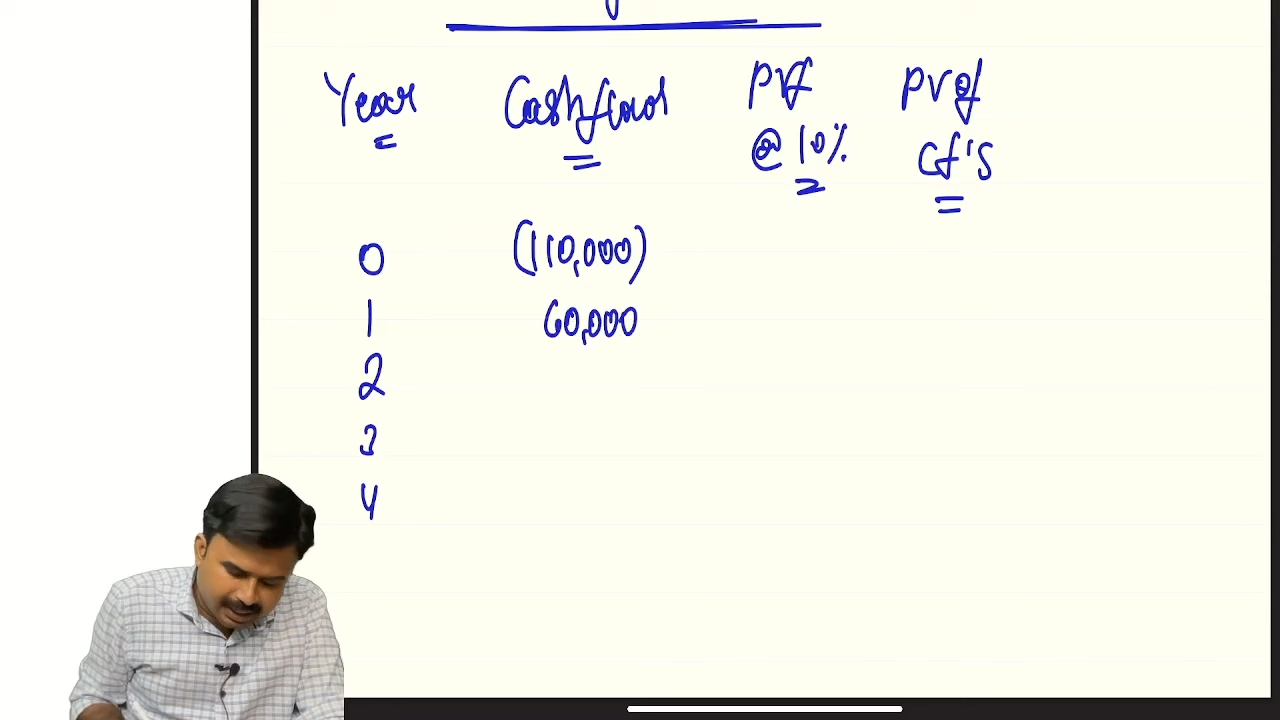 Year Cashflow PVf PV of
@ 10% Cf's
0 (110,000)
1 60,000
2
3
4